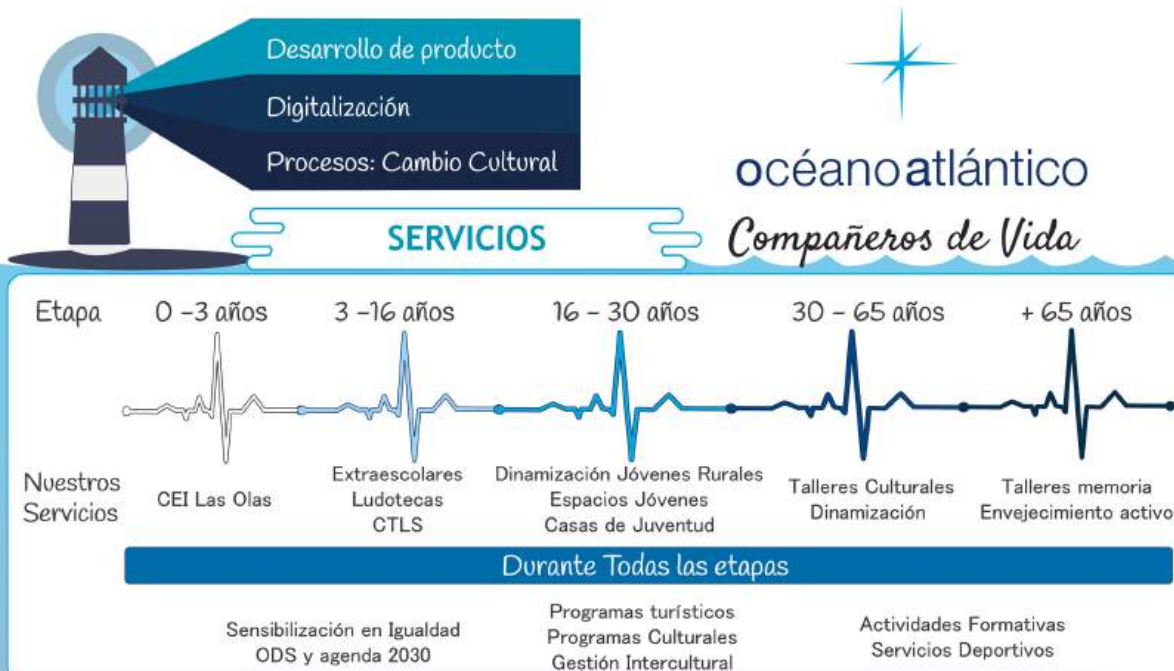 Desarrollo de producto
Digitalización
Procesos: Cambio Cultural
océanoatlántico
Compañeros de Vida
SERVICIOS
Etapa
0 -3 años
3 -16 años
16 - 30 años
30 - 65 años
+ 65 años
Nuestros
Servicios
CEI Las Olas
Extraescolares
Ludotecas
CTLS
Dinamización Jóvenes Rurales
Espacios Jóvenes
Casas de Juventud
Talleres Culturales
Dinamización
Talleres memoria
Envejecimiento activo
Durante Todas las etapas
Sensibilización en Igualdad
ODS y agenda 2030
Programas turísticos
Programas Culturales
Gestión Intercultural
Actividades Formativas
Servicios Deportivos